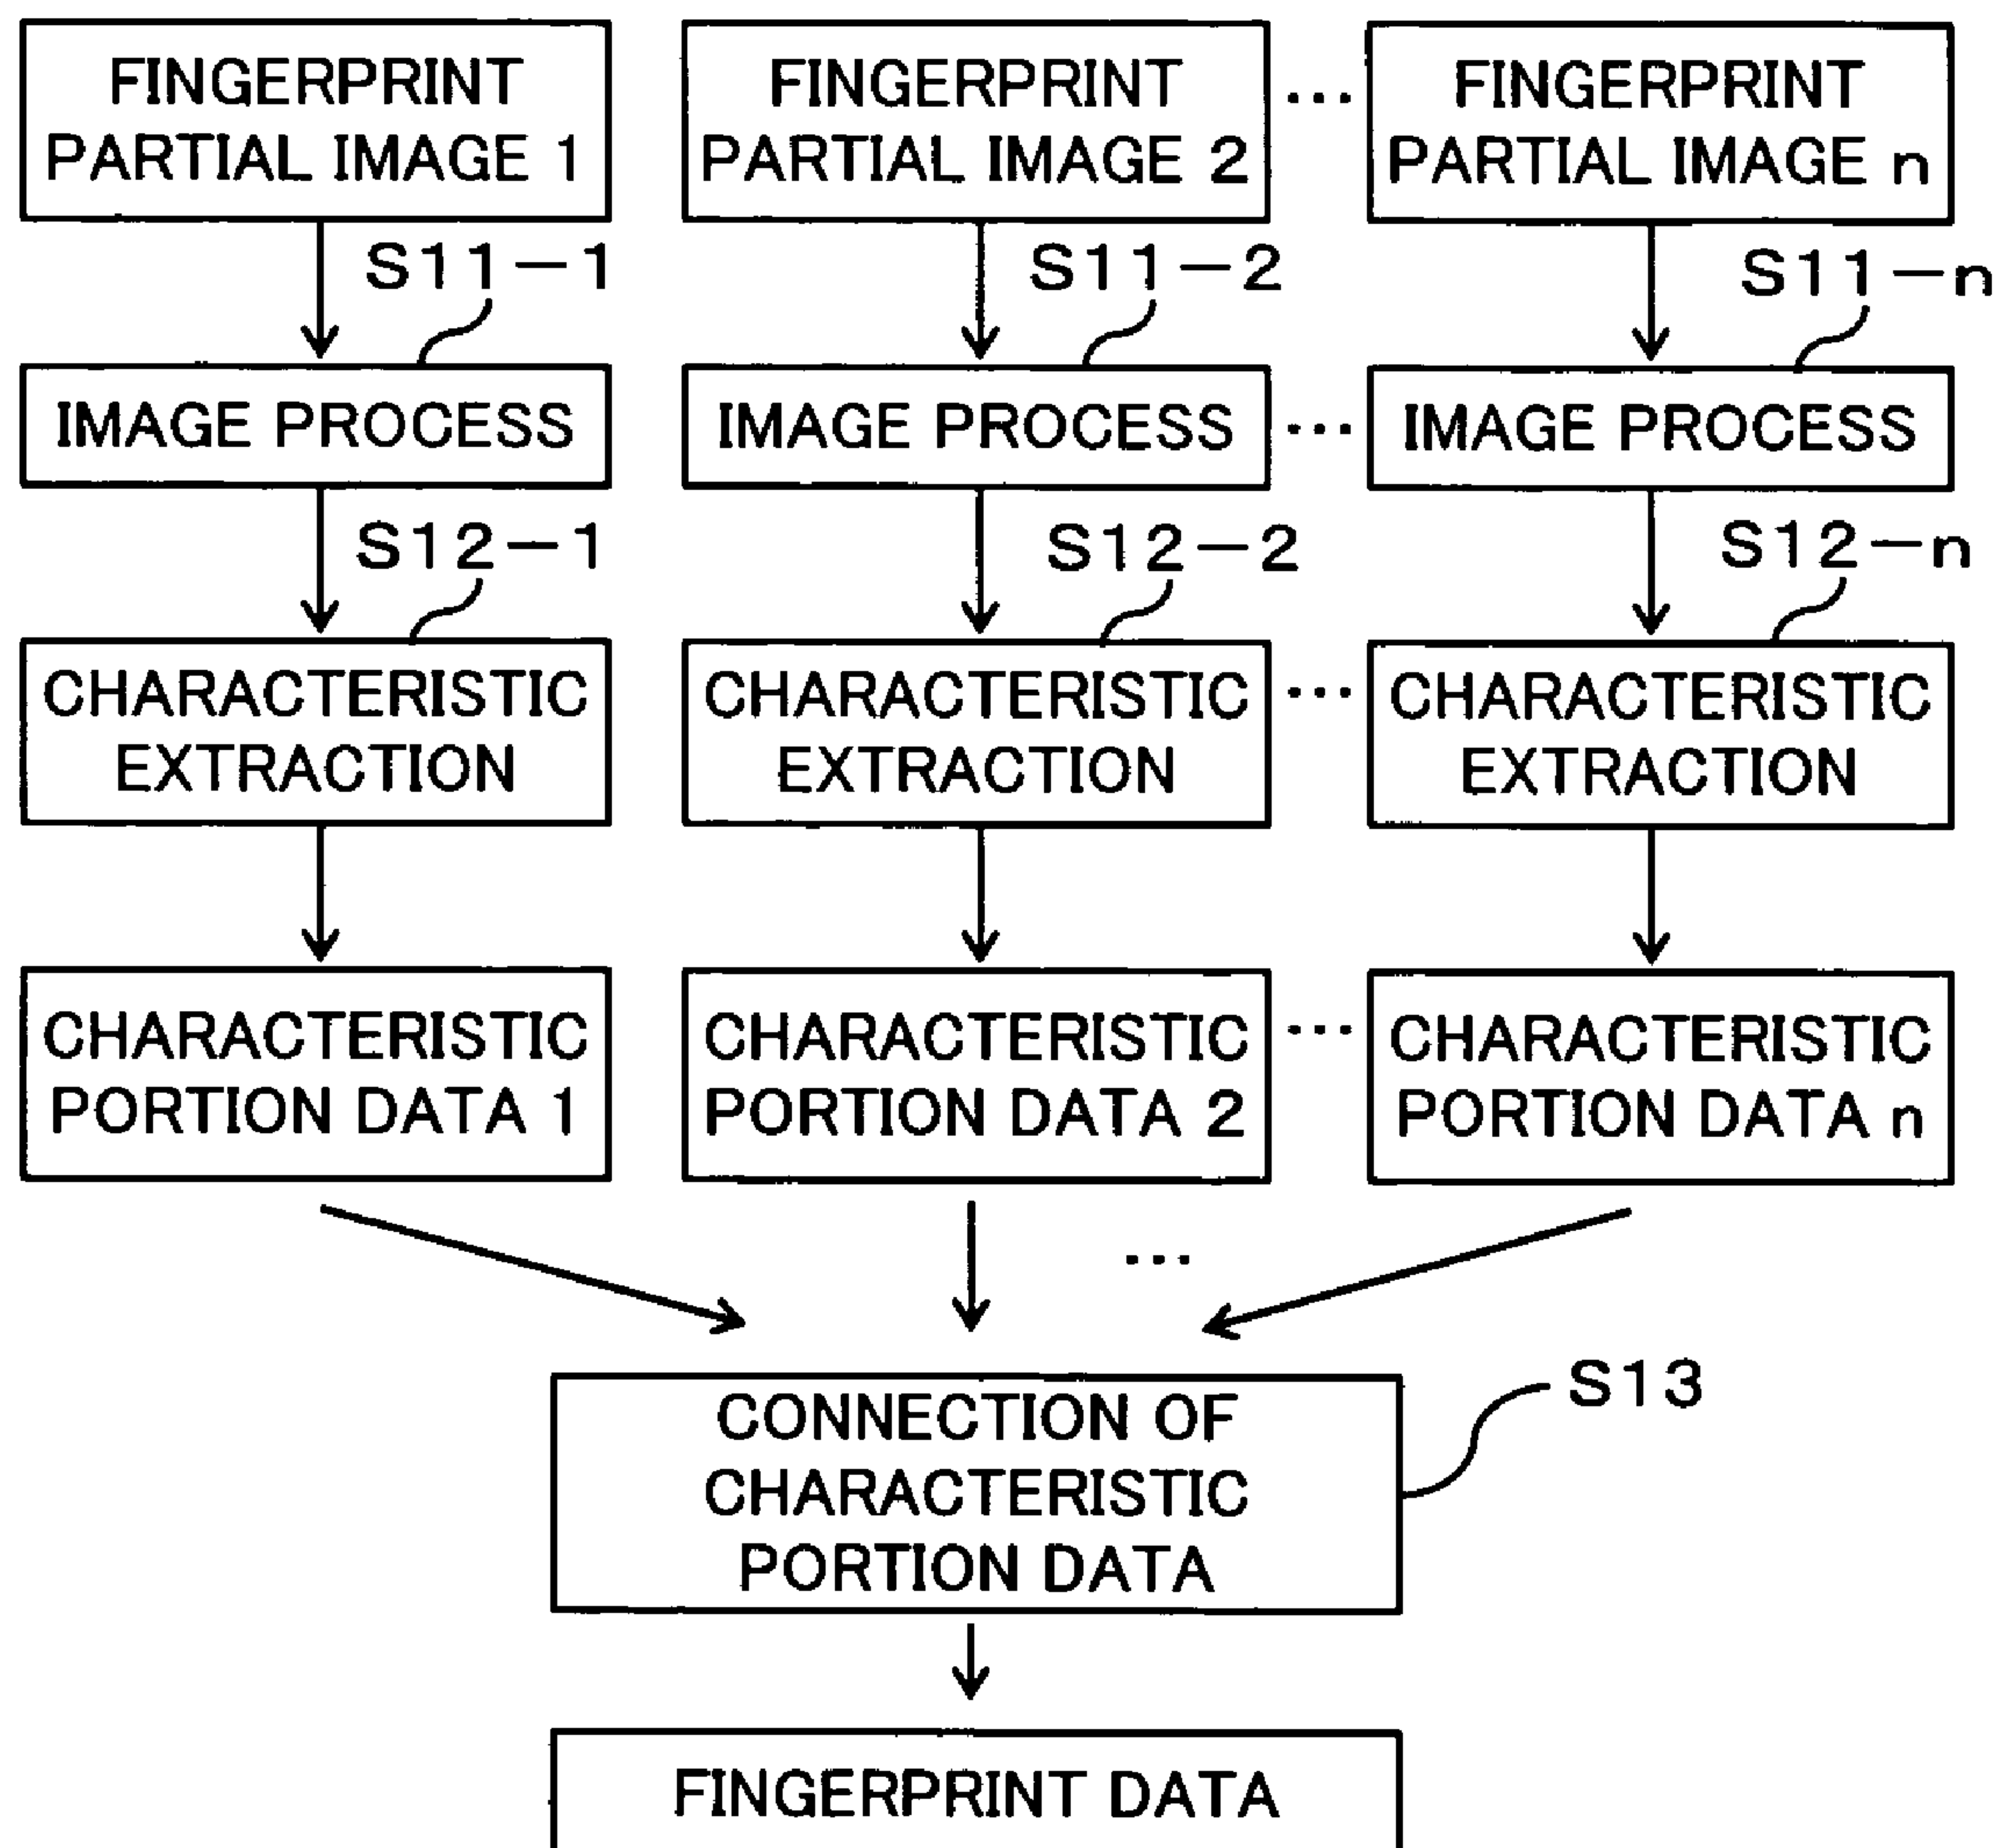 FINGERPRINT
PARTIAL IMAGE 1
FINGERPRINT
PARTIAL IMAGE 2
...
FINGERPRINT
PARTIAL IMAGE n
S11-1
S11-2
S11-n
IMAGE PROCESS
IMAGE PROCESS
...
IMAGE PROCESS
S12-1
S12-2
S12-n
CHARACTERISTIC
EXTRACTION
CHARACTERISTIC
EXTRACTION
...
CHARACTERISTIC
EXTRACTION
CHARACTERISTIC
PORTION DATA 1
CHARACTERISTIC
PORTION DATA 2
...
CHARACTERISTIC
PORTION DATA n
...
CONNECTION OF
CHARACTERISTIC
PORTION DATA
S13
FINGERPRINT DATA